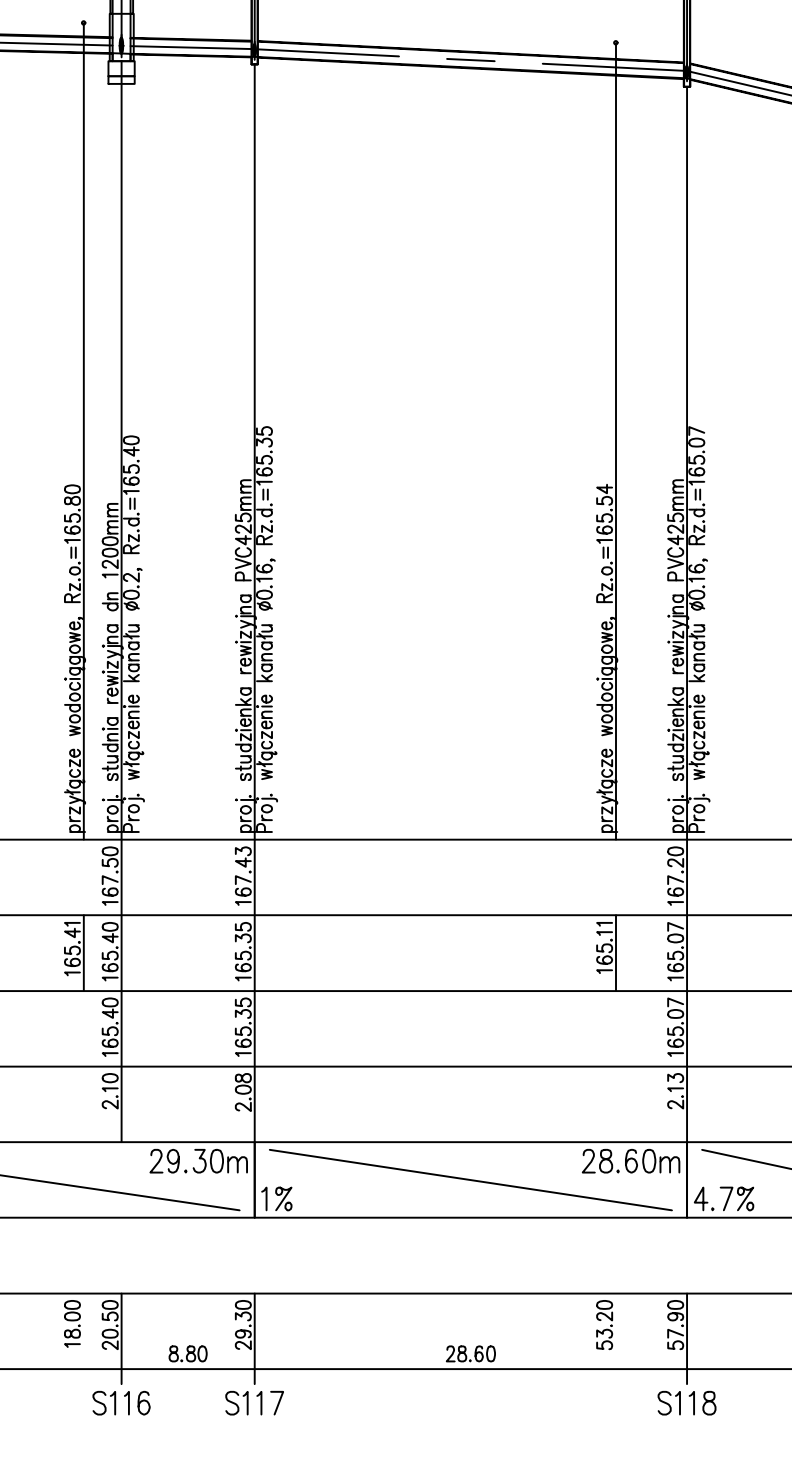 przyłącze wodociągowe, Rz.o.=165.80
proj. studnia rewizyjna dn 1200mm
Proj. włączenie kanału ø0.2, Rz.d.=165.40
proj. studzienka rewizyjna PVC425mm
Proj. włączenie kanału ø0.16, Rz.d.=165.35
przyłącze wodociągowe, Rz.o.=165.54
proj. studzienka rewizyjna PVC425mm
Proj. włączenie kanału ø0.16, Rz.d.=165.07
167.50 167.43 167.20
165.41 165.40 165.35 165.11 165.07
165.40 165.35 165.07
2.10 2.08 2.13
29.30m 28.60m
1% 4.7%
18.00 20.50 29.30 53.20 57.90
8.80 28.60
S116 S117 S118